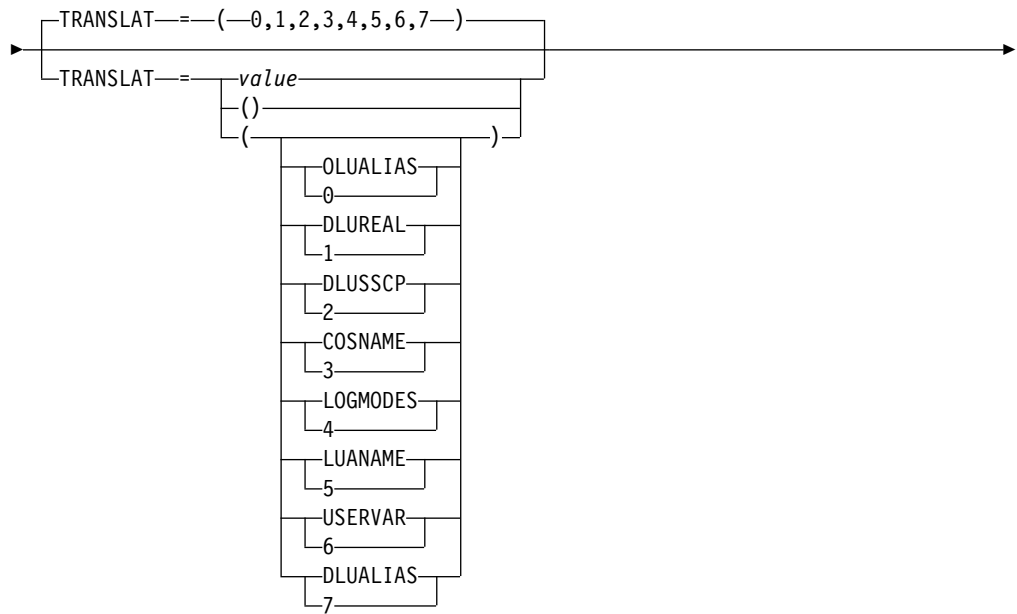 TRANSLAT = ( 0,1,2,3,4,5,6,7 )
TRANSLAT = value
()
( )
OLUALIAS
0
DLUREAL
1
DLUSSCP
2
COSNAME
3
LOGMODES
4
LUANAME
5
USERVAR
6
DLUALIAS
7